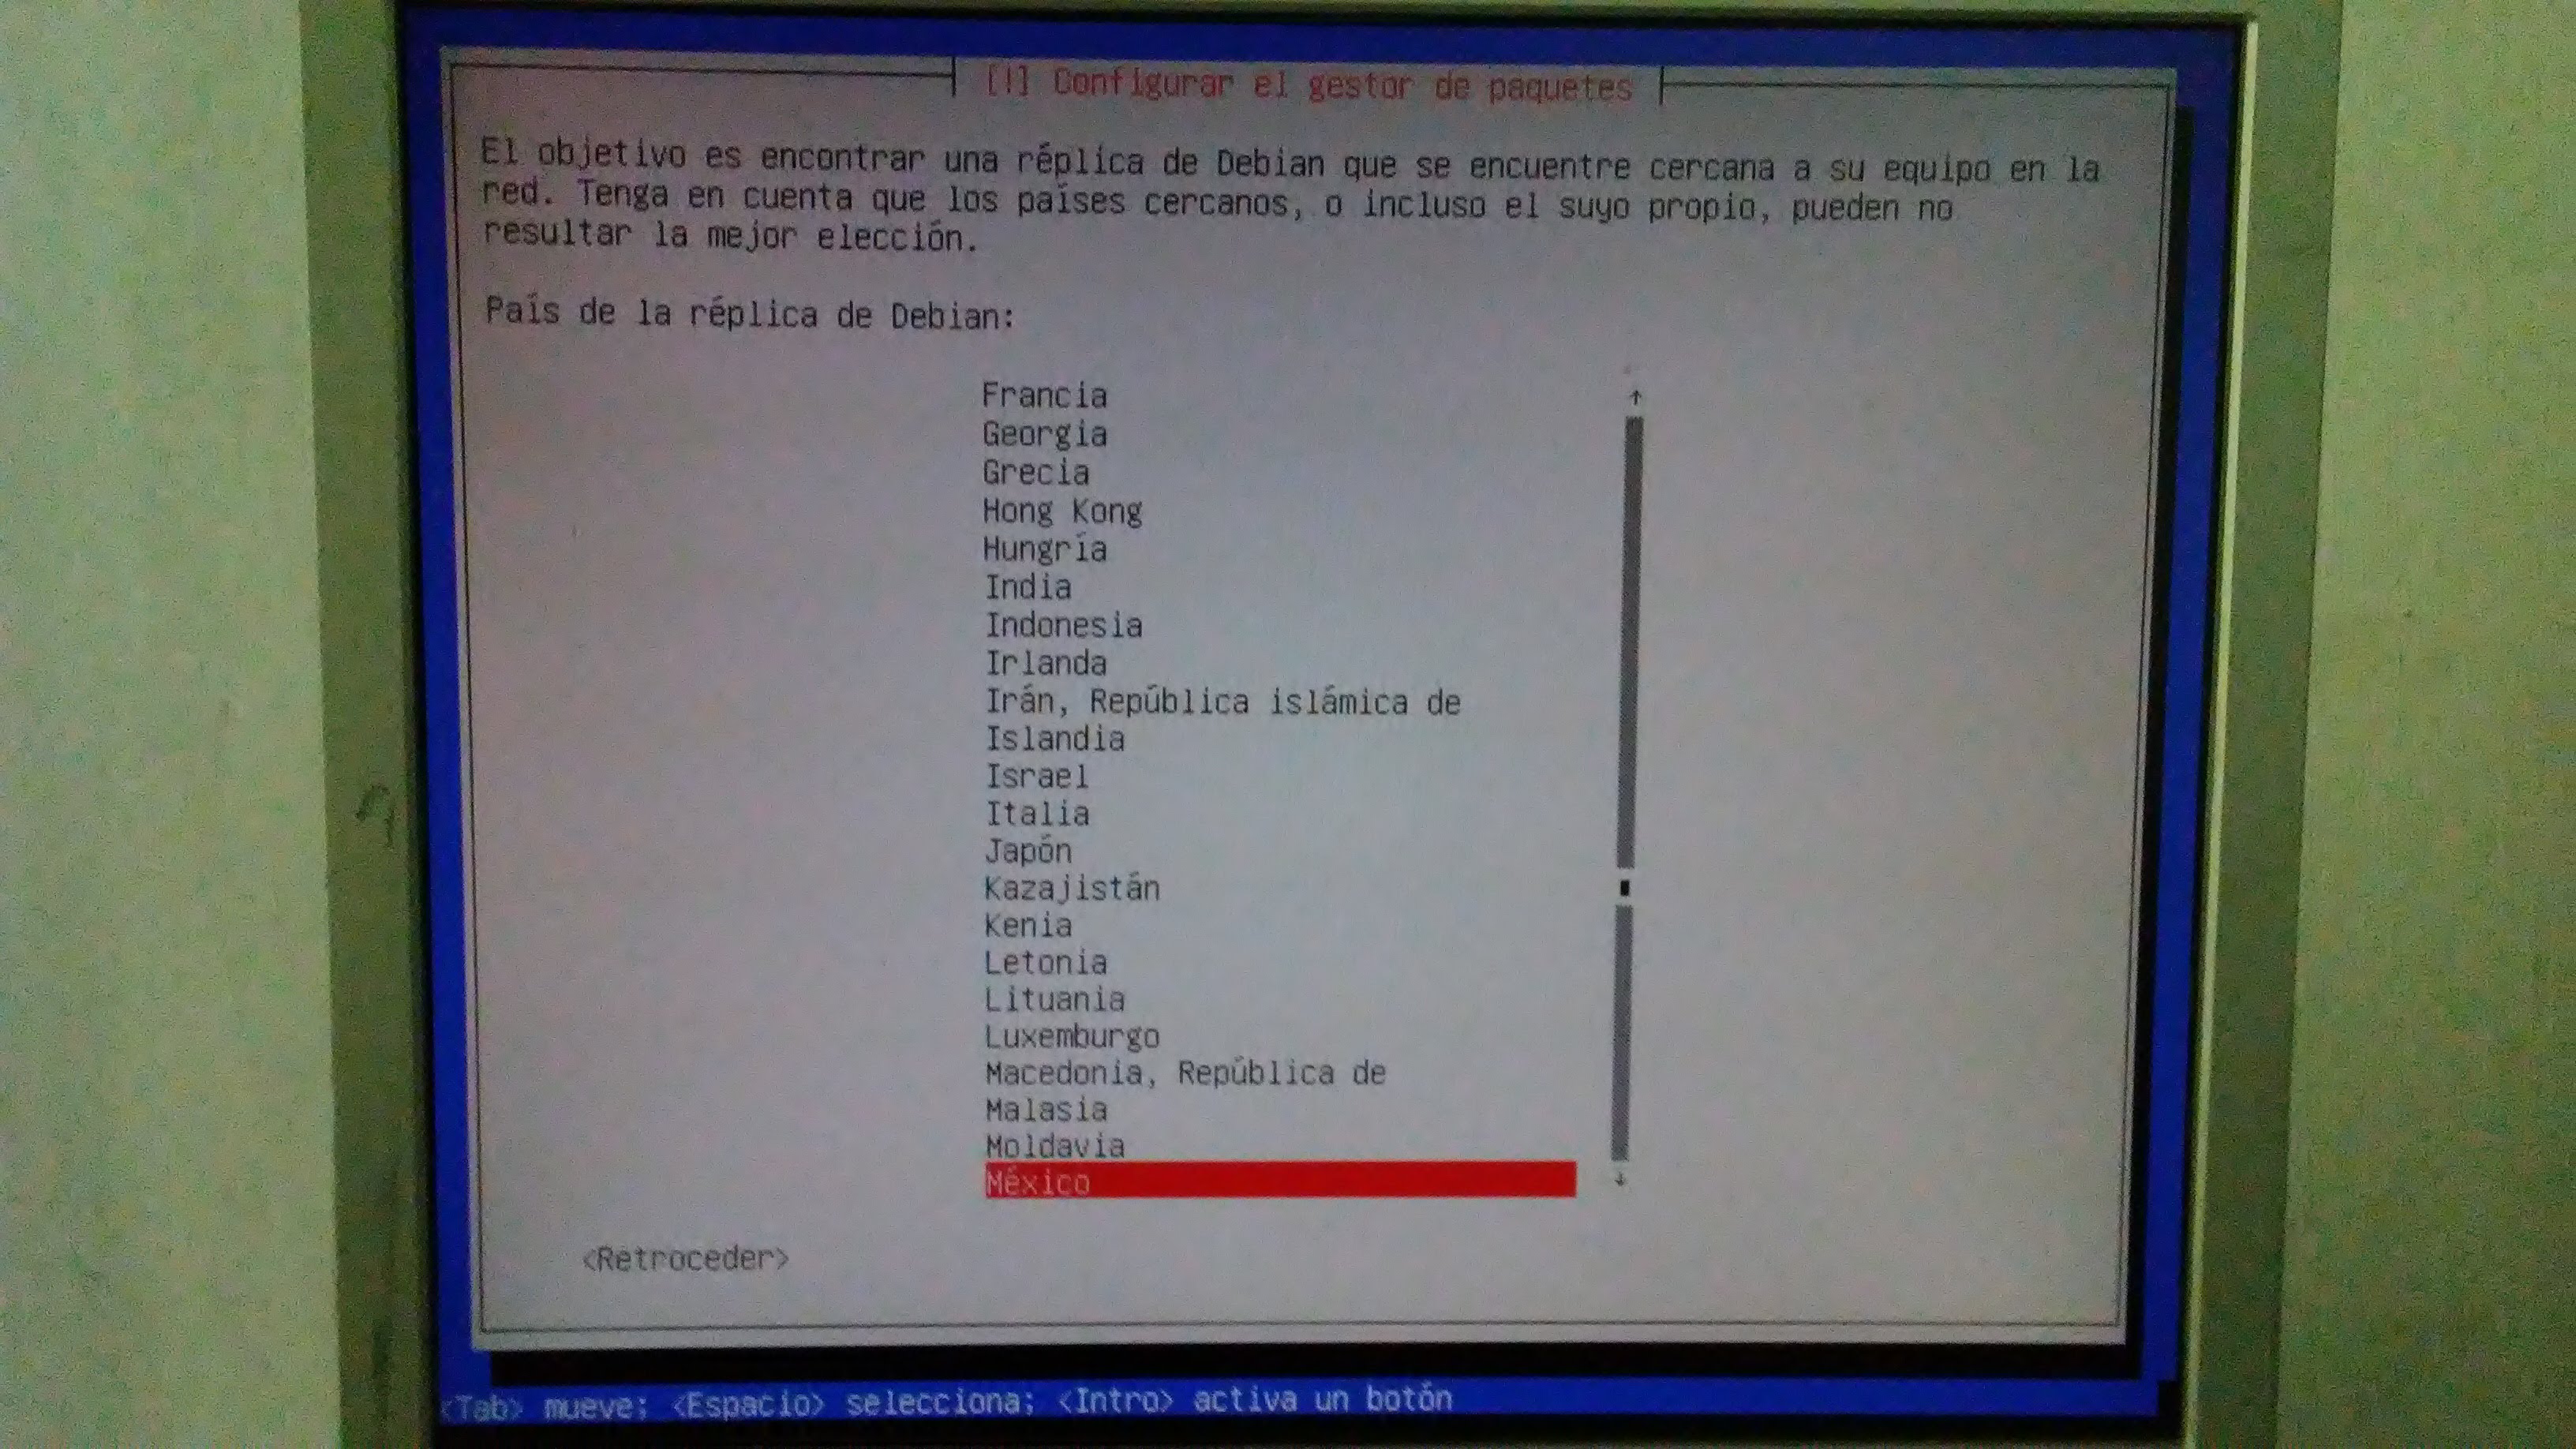 [!] Configurar el gestor de paquetes
El objetivo es encontrar una réplica de Debian que se encuentre cercana a su equipo en la
red. Tenga en cuenta que los países cercanos, o incluso el suyo propio, pueden no
resultar la mejor elección.
País de la réplica de Debian:
Francia
Georgia
Grecia
Hong Kong
Hungría
India
Indonesia
Irlanda
Irán, República islámica de
Islandia
Israel
Italia
Japón
Kazajistán
Kenia
Letonia
Lituania
Luxemburgo
Macedonia, República de
Malasia
Moldavia
México
<Retroceder>
<Tab> mueve; <Espacio> selecciona; <Intro> activa un botón